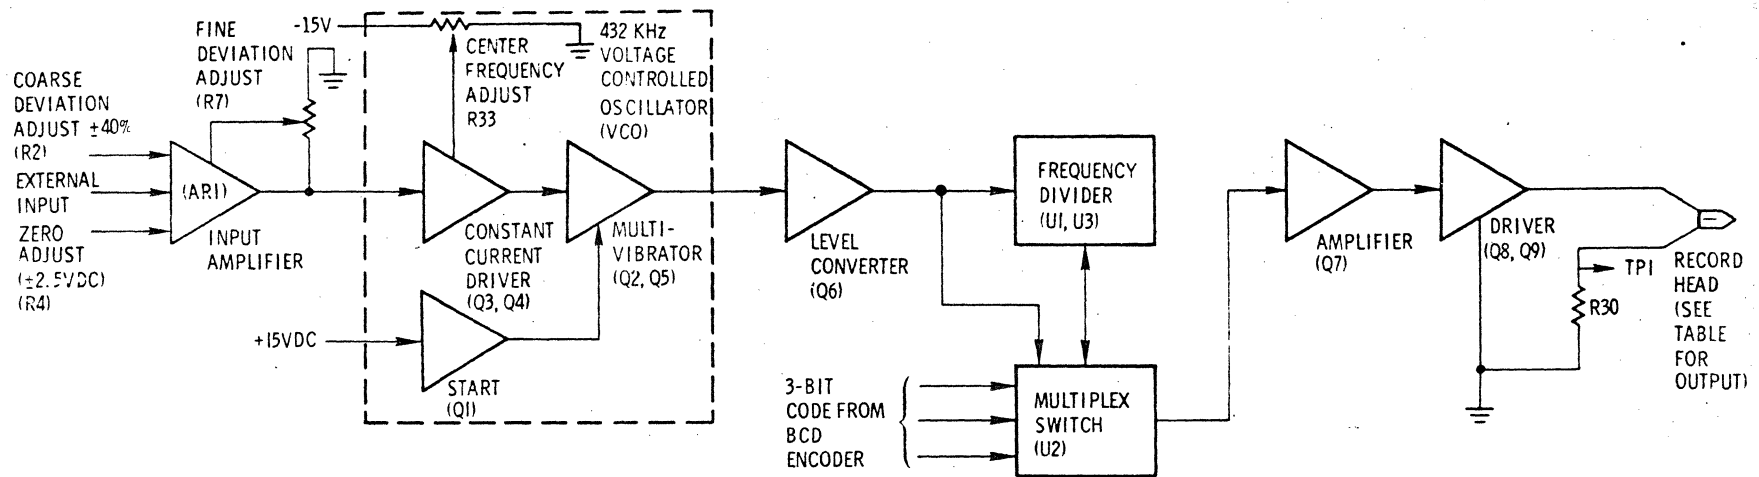 COARSE
DEVIATION
ADJUST ±40%
(R2)
EXTERNAL
INPUT
ZERO
ADJUST
(±2.5VDC)
(R4)
FINE
DEVIATION
ADJUST
(R7)
(AR1)
INPUT
AMPLIFIER
-15V
CENTER
FREQUENCY
ADJUST
R33
432 KHz
VOLTAGE
CONTROLLED
OSCILLATOR
(VCO)
CONSTANT
CURRENT
DRIVER
(Q3, Q4)
MULTI-
VIBRATOR
(Q2, Q5)
+15VDC
START
(Q1)
LEVEL
CONVERTER
(Q6)
FREQUENCY
DIVIDER
(U1, U3)
3-BIT
CODE FROM
BCD
ENCODER
MULTIPLEX
SWITCH
(U2)
AMPLIFIER
(Q7)
DRIVER
(Q8, Q9)
TP1
R30
RECORD
HEAD
(SEE
TABLE
FOR
OUTPUT)